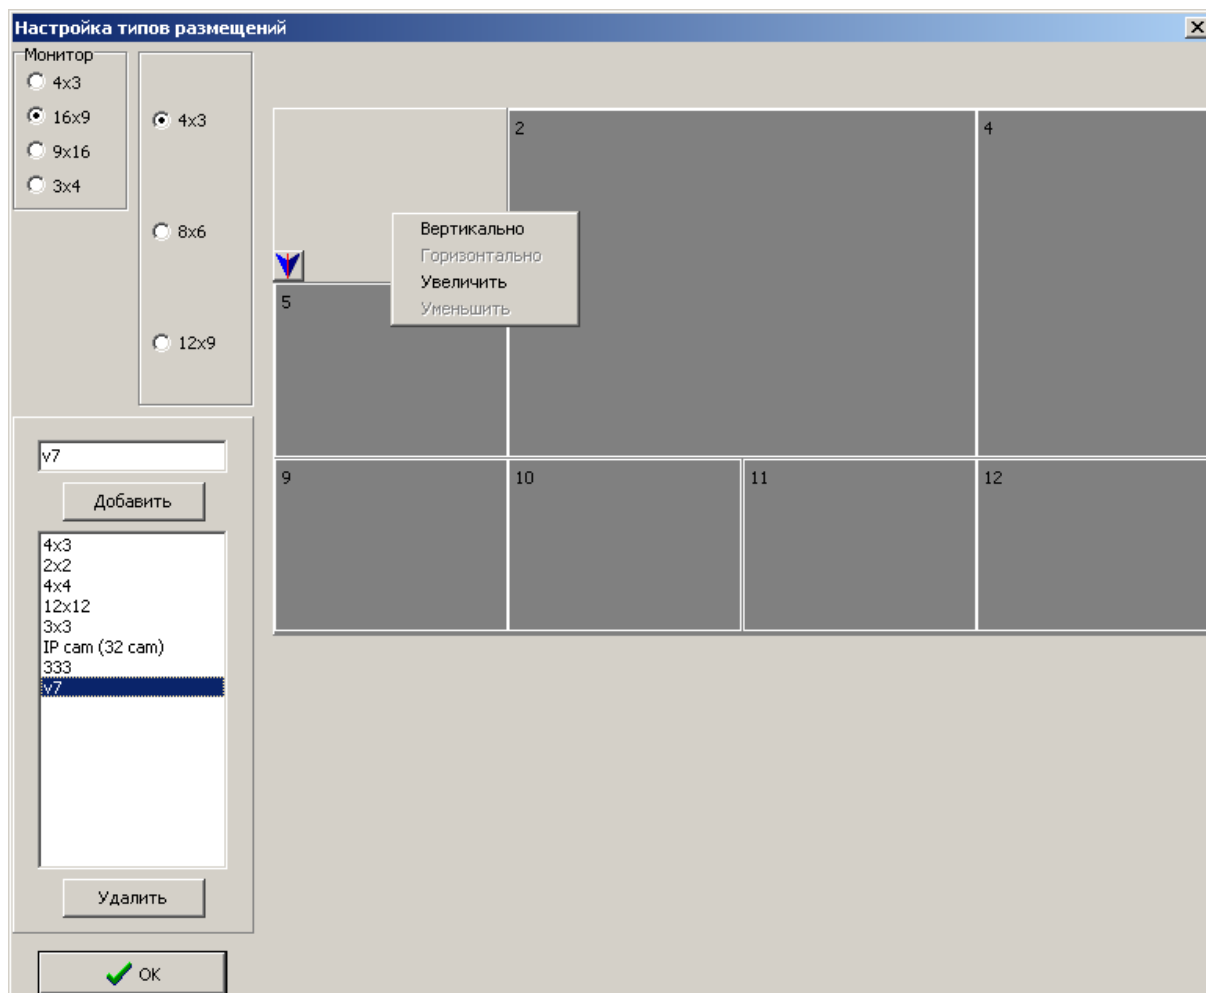 Настройка типов размещений
Монитор
4x3
16x9
9x16
3x4
4x3
8x6
12x9
2
4
Вертикально
Горизонтально
Увеличить
Уменьшить
5
9
10
11
12
v7
Добавить
4x3
2x2
4x4
12x12
3x3
IP cam (32 cam)
333
v7
Удалить
OK